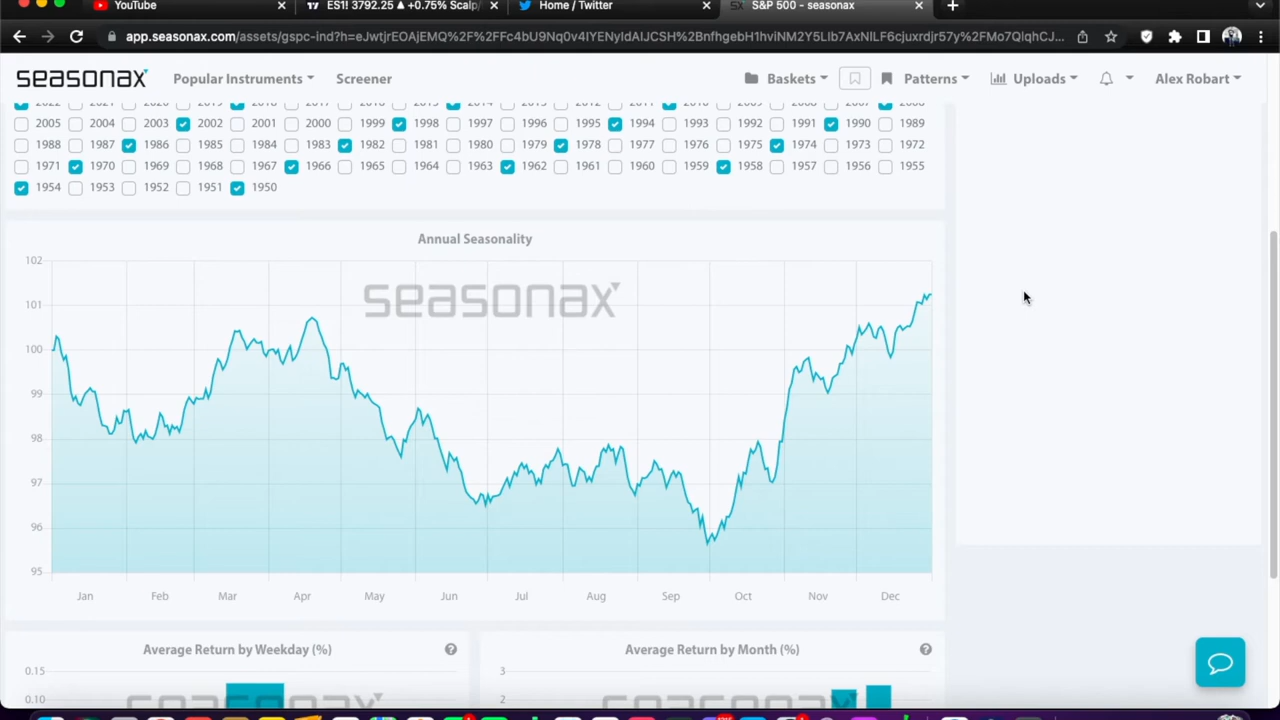 YouTube × ES1! 3792.25 ▲ +0.75% Scalp/ × Home / Twitter × S&P 500 - seasonax × +
app.seasonax.com/assets/gspc-ind?h=
seasonax Popular Instruments Screener Baskets Patterns Uploads Alex Robart
2005 2004 2003 2002 2001 2000 1999 1998 1997 1996 1995 1994 1993 1992 1991 1990 1989
1988 1987 1986 1985 1984 1983 1982 1981 1980 1979 1978 1977 1976 1975 1974 1973 1972
1971 1970 1969 1968 1967 1966 1965 1964 1963 1962 1961 1960 1959 1958 1957 1956 1955
1954 1953 1952 1951 1950
Annual Seasonality
102
seasonax
101
100
99
98
97
96
95
Jan Feb Mar Apr May Jun Jul Aug Sep Oct Nov Dec
Average Return by Weekday (%) ? Average Return by Month (%) ?
0.15 3
0.10 2